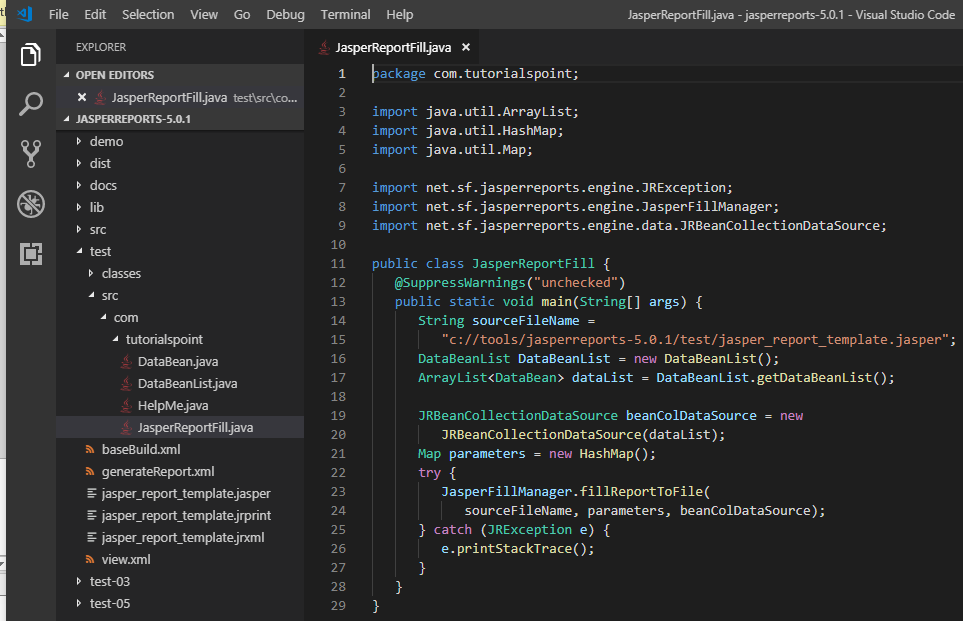 File Edit Selection View Go Debug Terminal Help JasperReportFill.java - jasperreports-5.0.1 - Visual Studio Code
EXPLORER
OPEN EDITORS
JasperReportFill.java test\src\co...
JASPERREPORTS-5.0.1
demo
dist
docs
lib
src
test
classes
src
com
tutorialspoint
DataBean.java
DataBeanList.java
HelpMe.java
JasperReportFill.java
baseBuild.xml
generateReport.xml
jasper_report_template.jasper
jasper_report_template.jrprint
jasper_report_template.jrxml
view.xml
test-03
test-05
JasperReportFill.java
1 package com.tutorialspoint;
2
3 import java.util.ArrayList;
4 import java.util.HashMap;
5 import java.util.Map;
6
7 import net.sf.jasperreports.engine.JRException;
8 import net.sf.jasperreports.engine.JasperFillManager;
9 import net.sf.jasperreports.engine.data.JRBeanCollectionDataSource;
10
11 public class JasperReportFill {
12 @SuppressWarnings("unchecked")
13 public static void main(String[] args) {
14 String sourceFileName =
15 "c://tools/jasperreports-5.0.1/test/jasper_report_template.jasper";
16 DataBeanList DataBeanList = new DataBeanList();
17 ArrayList<DataBean> dataList = DataBeanList.getDataBeanList();
18
19 JRBeanCollectionDataSource beanColDataSource = new
20 JRBeanCollectionDataSource(dataList);
21 Map parameters = new HashMap();
22 try {
23 JasperFillManager.fillReportToFile(
24 sourceFileName, parameters, beanColDataSource);
25 } catch (JRException e) {
26 e.printStackTrace();
27 }
28 }
29 }